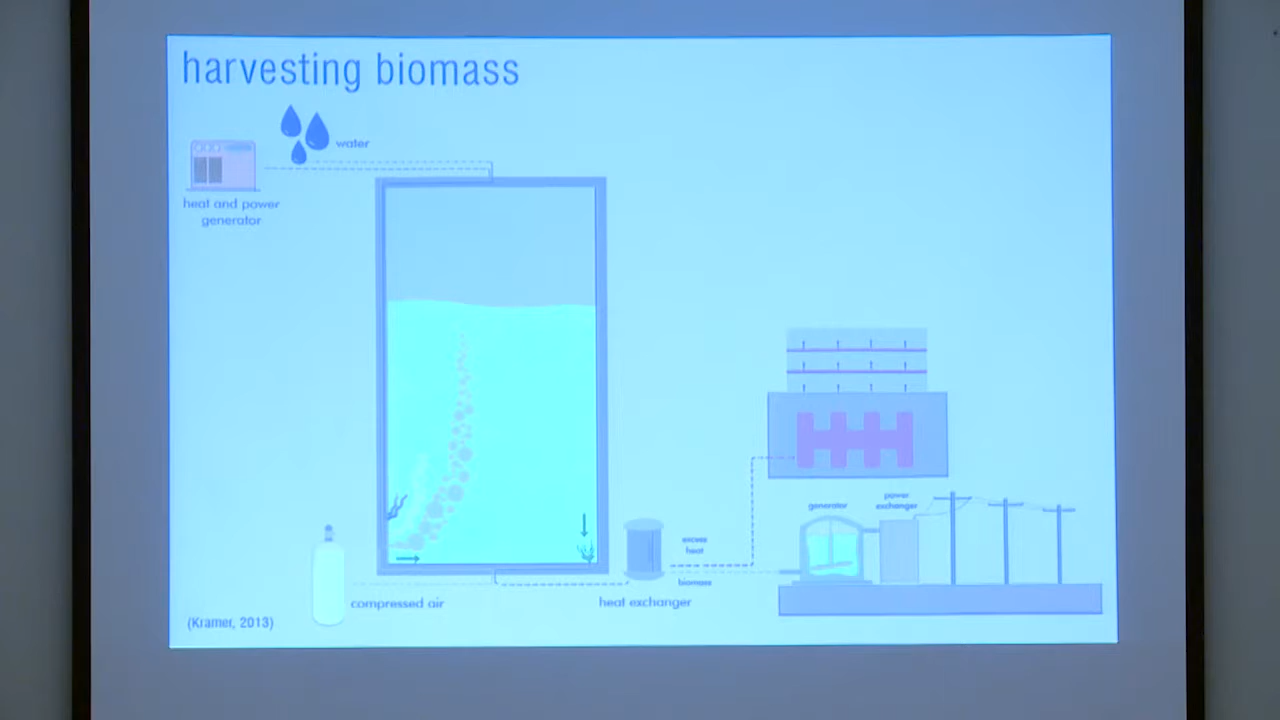 harvesting biomass
water
heat and power
generator
power
exchanger
generator
excess
heat
biomass
compressed air
heat exchanger
(Kramer, 2013)